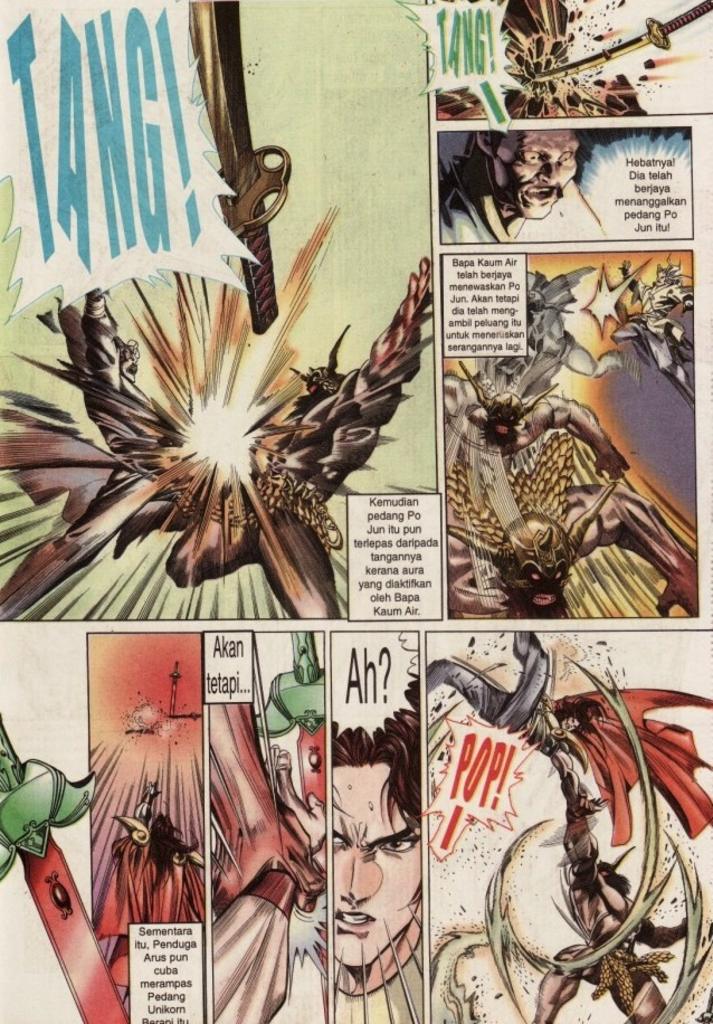 TANG!
TANG!
Hebatnya!
Dia telah
berjaya
menanggalkan
pedang Po
Jun itu!
Bapa Kaum Air
telah berjaya
menewaskan Po
Jun. Akan tetapi
dia telah meng-
ambil peluang itu
untuk meneruskan
serangannya lagi.
Kemudian
pedang Po
Jun itu pun
terlepas daripada
tangannya
kerana aura
yang diaktifkan
oleh Bapa
Kaum Air.
Sementara
itu, Penduga
Arus pun
cuba
merampas
Pedang
Unikorn
Berapi itu
Akan
tetapi...
Ah?
POP!